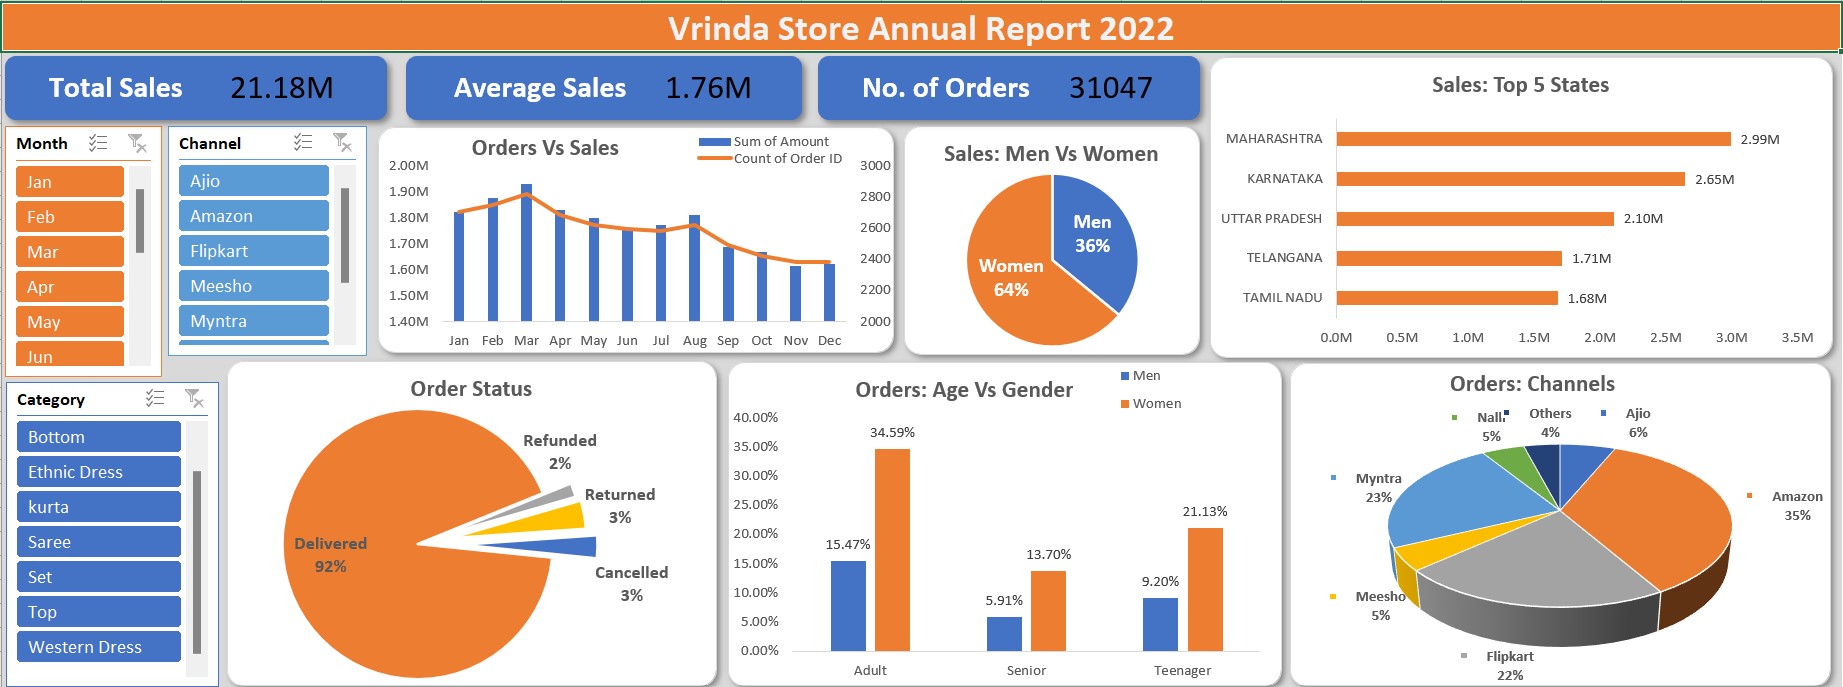 Vrinda Store Annual Report 2022
Total Sales 21.18M
Average Sales 1.76M
No. of Orders 31047
Month
Jan
Feb
Mar
Apr
May
Jun
Channel
Ajio
Amazon
Flipkart
Meesho
Myntra
Orders Vs Sales
Sum of Amount
Count of Order ID
2.00M
1.90M
1.80M
1.70M
1.60M
1.50M
1.40M
3000
2800
2600
2400
2200
2000
Jan Feb Mar Apr May Jun Jul Aug Sep Oct Nov Dec
Sales: Men Vs Women
Men
36%
Women
64%
Sales: Top 5 States
MAHARASHTRA 2.99M
KARNATAKA 2.65M
UTTAR PRADESH 2.10M
TELANGANA 1.71M
TAMIL NADU 1.68M
0.0M 0.5M 1.0M 1.5M 2.0M 2.5M 3.0M 3.5M
Category
Bottom
Ethnic Dress
kurta
Saree
Set
Top
Western Dress
Order Status
Refunded
2%
Returned
3%
Delivered
92%
Cancelled
3%
Orders: Age Vs Gender
Men
Women
40.00%
35.00%
30.00%
25.00%
20.00%
15.00%
10.00%
5.00%
0.00%
15.47% 34.59%
5.91% 13.70%
9.20% 21.13%
Adult Senior Teenager
Orders: Channels
Nall.
5%
Others
4%
Ajio
6%
Myntra
23%
Amazon
35%
Meesho
5%
Flipkart
22%